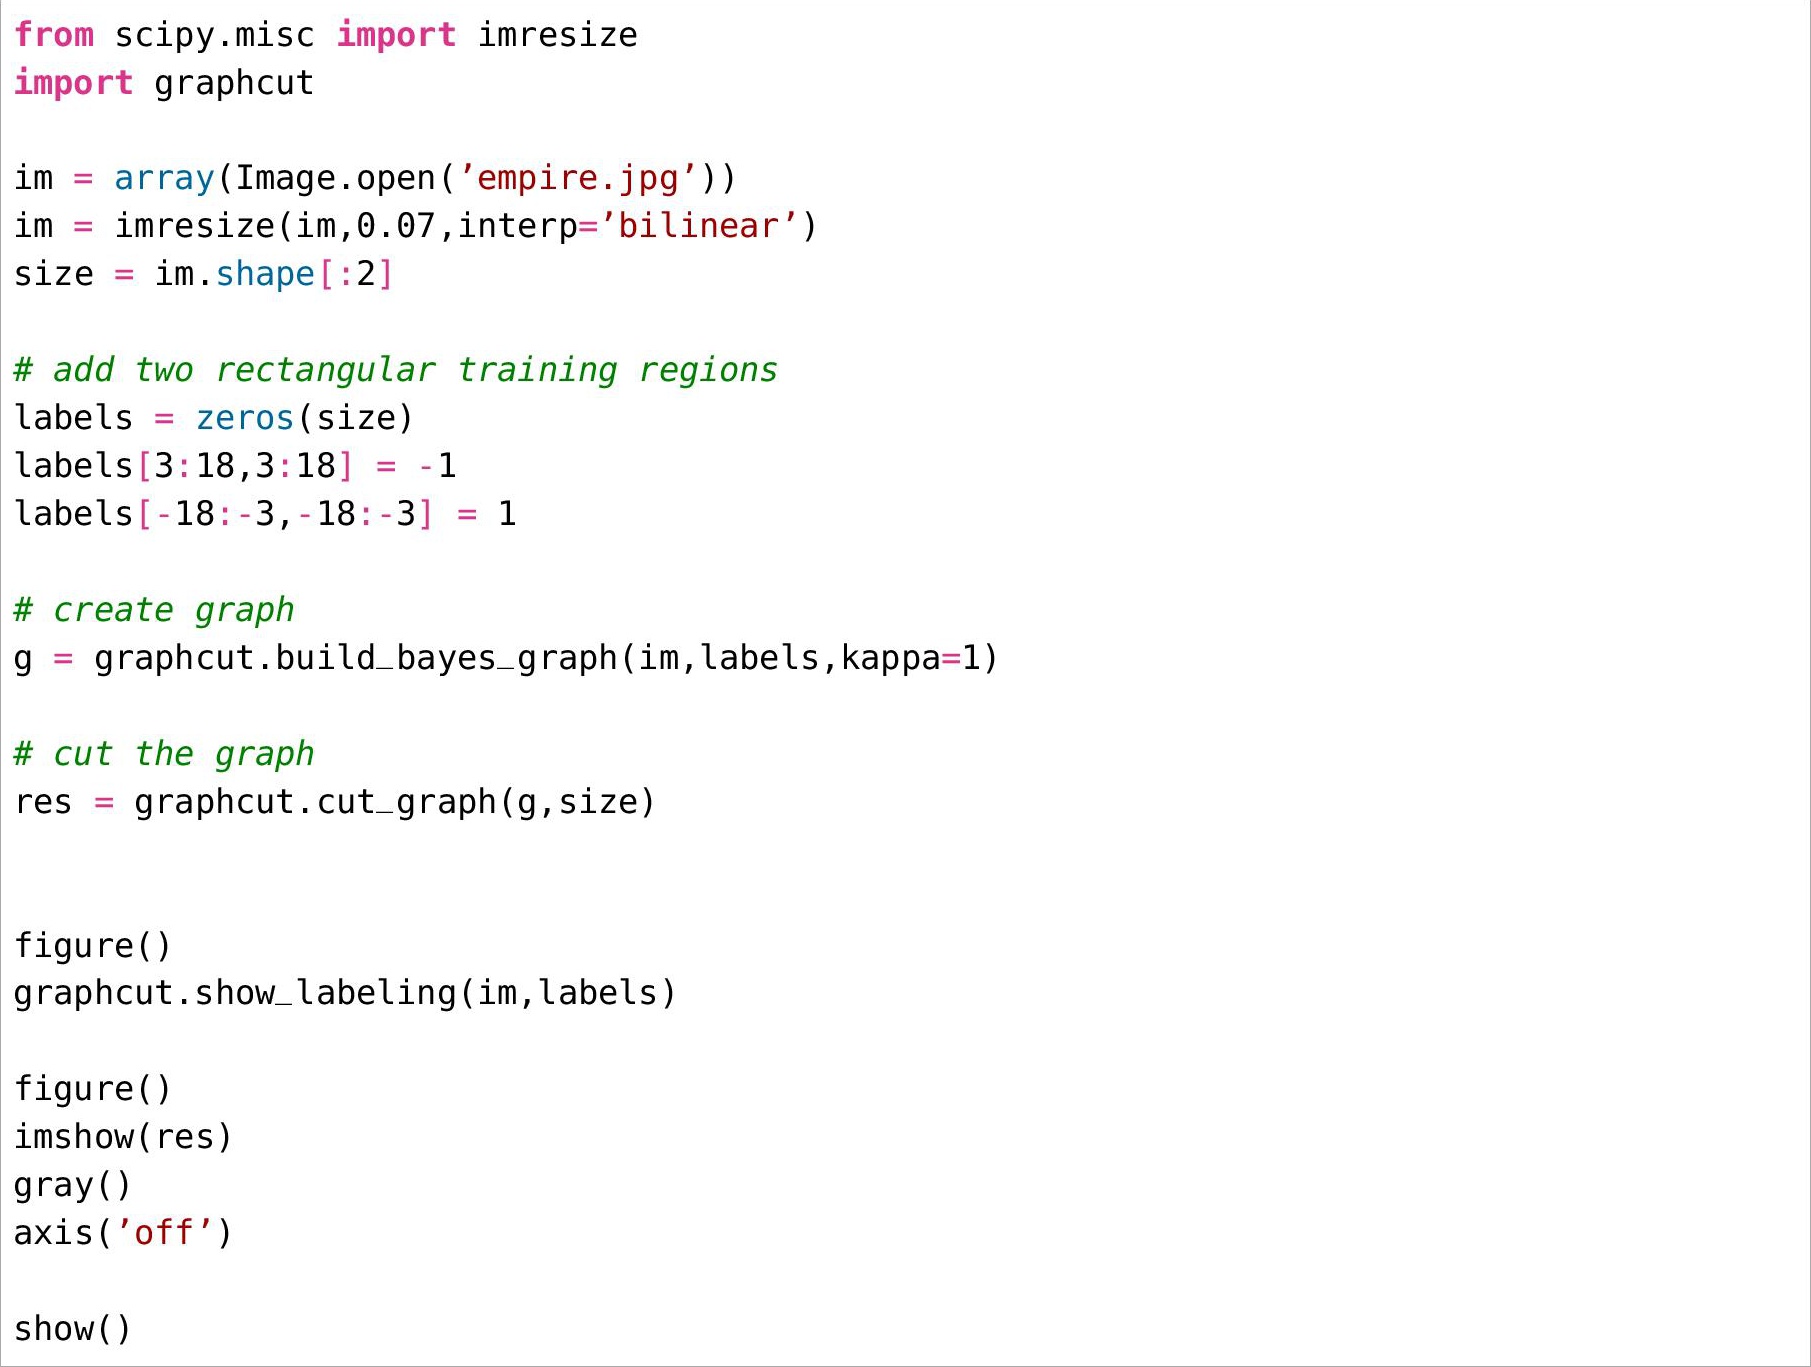 from scipy.misc import imresize
import graphcut
im = array(Image.open(’empire.jpg’))
im = imresize(im,0.07,interp=’bilinear’)
size = im.shape[:2]
# add two rectangular training regions
labels = zeros(size)
labels[3:18,3:18] = -1
labels[-18:-3,-18:-3] = 1
# create graph
g = graphcut.build_bayes_graph(im,labels,kappa=1)
# cut the graph
res = graphcut.cut_graph(g,size)
figure()
graphcut.show_labeling(im,labels)
figure()
imshow(res)
gray()
axis(’off’)
show()